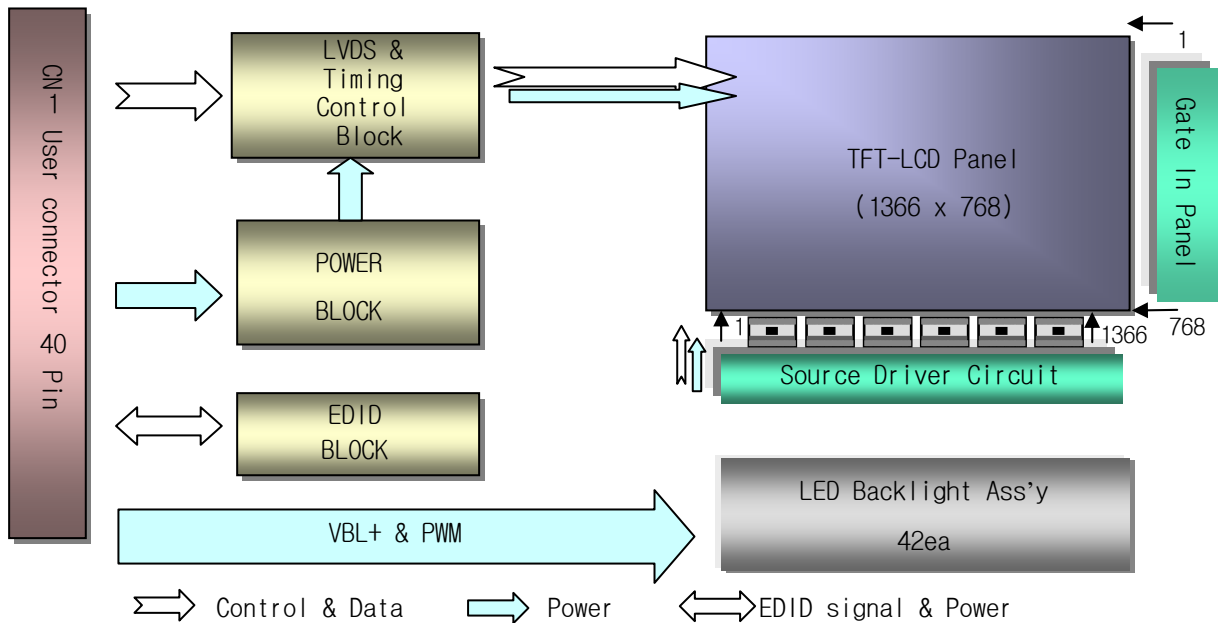 CN1- User connector 40 Pin
LVDS &
Timing
Control
Block
POWER
BLOCK
EDID
BLOCK
VBL+ & PWM
TFT-LCD Panel
(1366 x 768)
1
Gate In Panel
768
1
1366
Source Driver Circuit
LED Backlight Ass'y
42ea
Control & Data
Power
EDID signal & Power